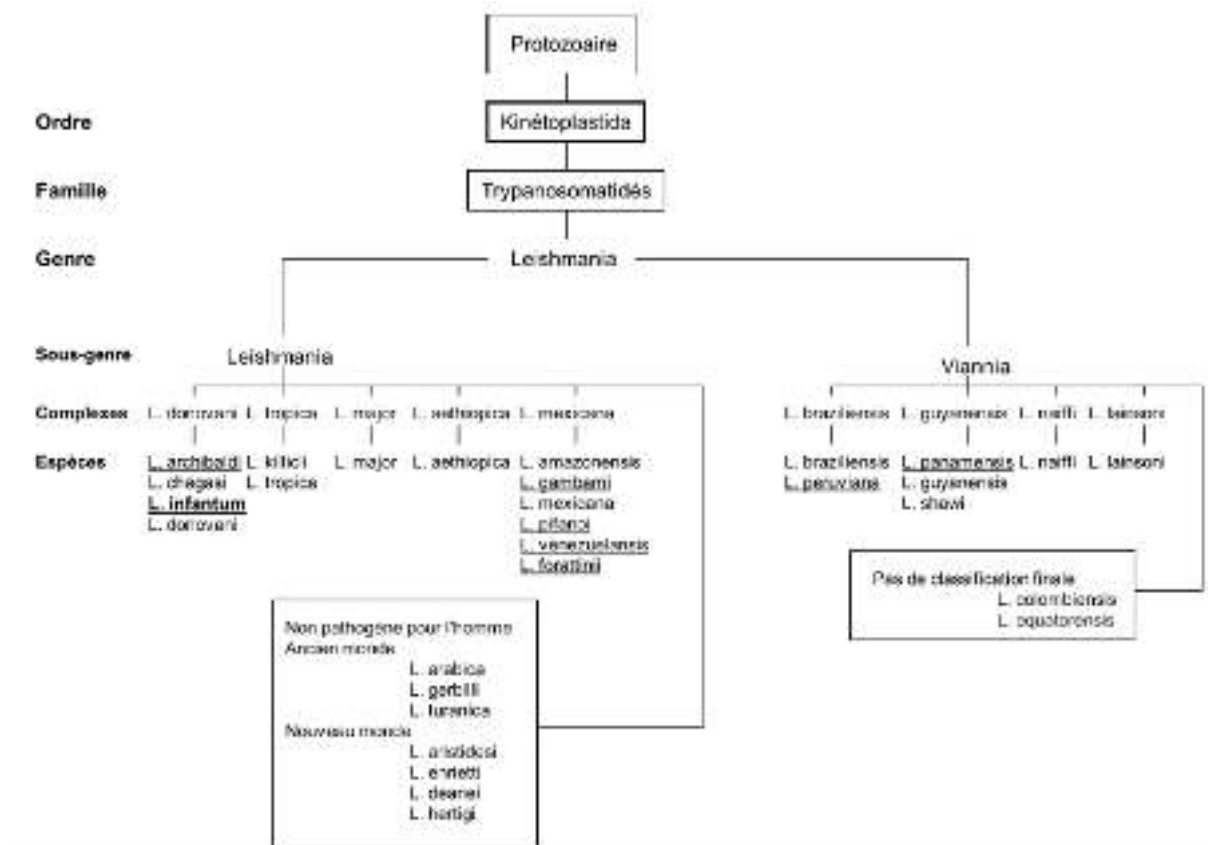 Protozoaire
Ordre Kinétoplastida
Famille Trypanosomatidés
Genre Leishmania
Sous-genre Leishmania Viannia
Complexes L. donovani L. tropica L. major L. aethiopica L. mexicana L. braziliensis L. guyanensis L. naiffi L. lainsoni
Espèces L. archibaldi L. killicki L. major L. aethiopica L. amazonensis L. braziliensis L. panamensis L. naiffi L. lainsoni
L. chagasi L. tropica L. garnhami L. peruviana L. guyanensis
L. infantum L. mexicana L. shawi
L. donovani L. pifanoi
L. venezuelensis
L. forattinii
Pas de classification finale
L. colombiensis
L. equatorensis
Non pathogène pour l'homme
Ancien monde
L. arabica
L. gerbilli
L. turanica
Nouveau monde
L. aristidesi
L. enrietti
L. deanei
L. hertigi